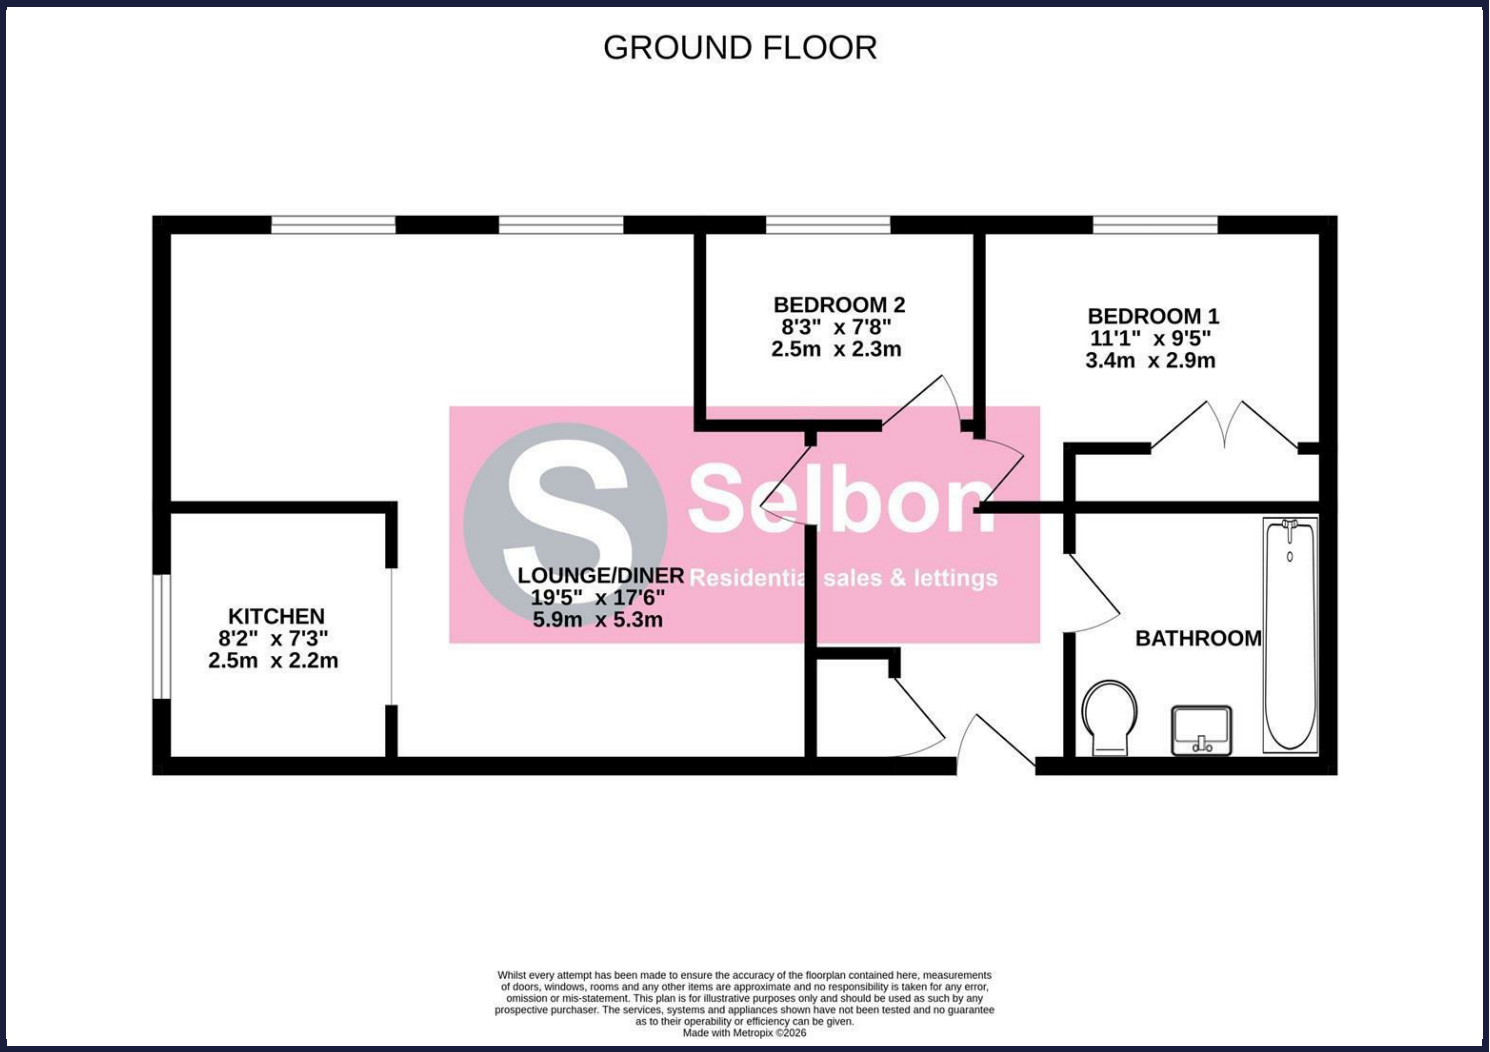 GROUND FLOOR
BEDROOM 2
8'3" x 7'8"
2.5m x 2.3m
BEDROOM 1
11'1" x 9'5"
3.4m x 2.9m
S
Selbon
Residential sales & lettings
LOUNGE/DINER
19'5" x 17'6"
5.9m x 5.3m
KITCHEN
8'2" x 7'3"
2.5m x 2.2m
BATHROOM
Whilst every attempt has been made to ensure the accuracy of the floorplan contained here, measurements
of doors, windows, rooms and any other items are approximate and no responsibility is taken for any error,
omission or mis-statement. This plan is for illustrative purposes only and should be used as such by any
prospective purchaser. The services, systems and appliances shown have not been tested and no guarantee
as to their operability or efficiency can be given.
Made with Metropix ©2026